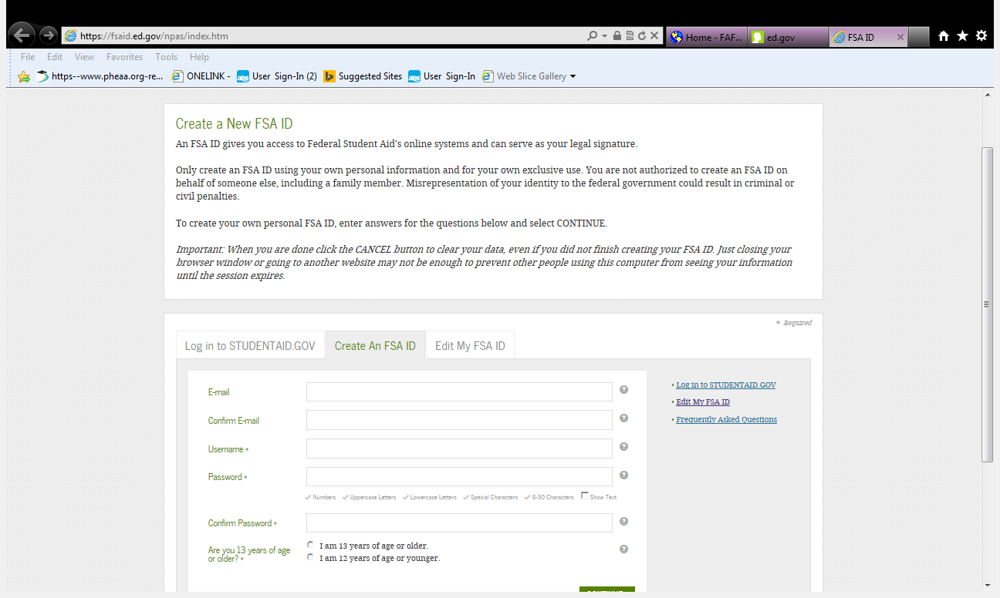 https://fsaid.ed.gov/npas/index.htm
Home - FAF...
ed.gov
FSA ID
File Edit View Favorites Tools Help
https--www.pheaa.org-re...
ONELINK -
User Sign-In (2)
Suggested Sites
User Sign-In
Web Slice Gallery
Create a New FSA ID
An FSA ID gives you access to Federal Student Aid's online systems and can serve as your legal signature.
Only create an FSA ID using your own personal information and for your own exclusive use. You are not authorized to create an FSA ID on
behalf of someone else, including a family member. Misrepresentation of your identity to the federal government could result in criminal or
civil penalties.
To create your own personal FSA ID, enter answers for the questions below and select CONTINUE.
Important: When you are done click the CANCEL button to clear your data, even if you did not finish creating your FSA ID. Just closing your
browser window or going to another website may not be enough to prevent other people using this computer from seeing your information
until the session expires.
* Required
Log in to STUDENTAID.GOV
Create An FSA ID
Edit My FSA ID
E-mail
Confirm E-mail
Username *
Password *
Numbers Uppercase Letters Lowercase Letters Special Characters 8-30 Characters Show Text
Confirm Password *
Are you 13 years of age
or older? *
I am 13 years of age or older.
I am 12 years of age or younger.
• Log in to STUDENTAID.GOV
• Edit My FSA ID
• Frequently Asked Questions
CONTINUE